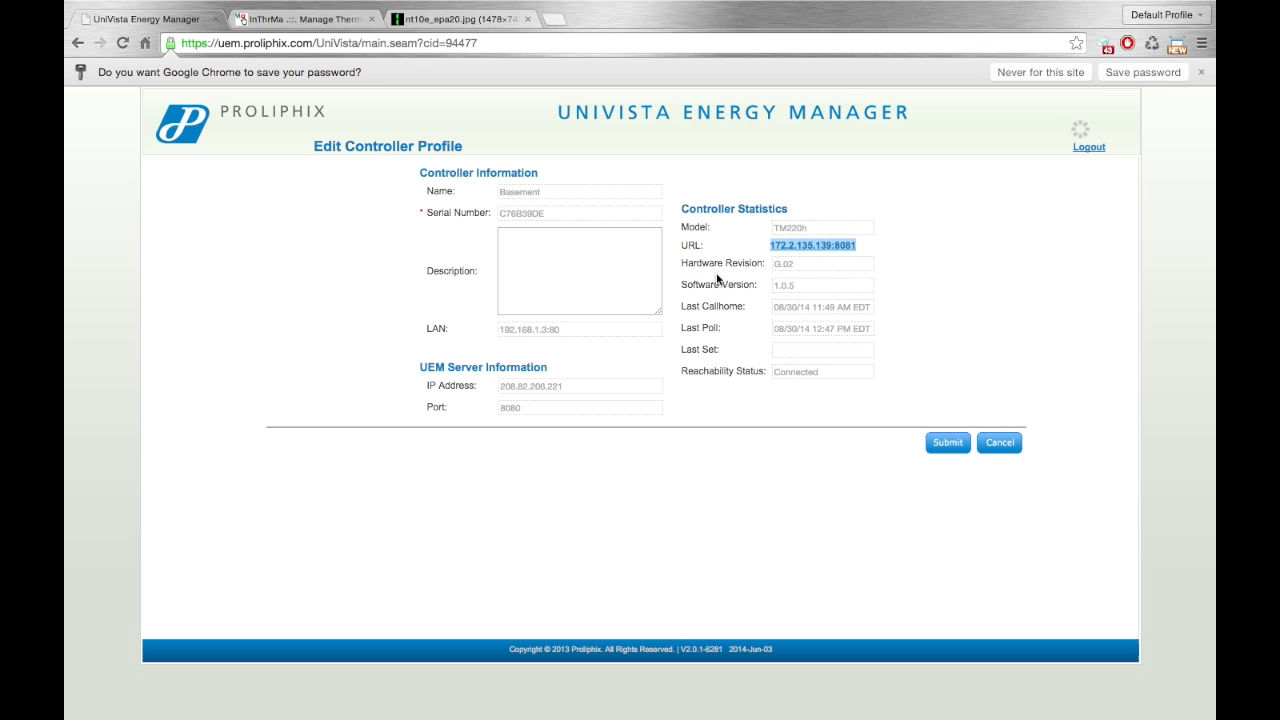 UniVista Energy Manager
InThrMa .::. Manage Therm
nt10e_epa20.jpg (1478×74
Default Profile
https://uem.proliphix.com/UniVista/main.seam?cid=94477
43
NEW
Do you want Google Chrome to save your password?
Never for this site
Save password
PROLIPHIX
UNIVISTA ENERGY MANAGER
Edit Controller Profile
Logout
Controller Information
Name: Basement
* Serial Number: C76B39DE
Description:
LAN: 192.168.1.3:80
UEM Server Information
IP Address: 208.82.206.221
Port: 8080
Controller Statistics
Model: TM220h
URL: 172.2.135.139:8081
Hardware Revision: G.02
Software Version: 1.0.5
Last Callhome: 08/30/14 11:49 AM EDT
Last Poll: 08/30/14 12:47 PM EDT
Last Set:
Reachability Status: Connected
Submit
Cancel
Copyright © 2013 Proliphix. All Rights Reserved. | V2.0.1-6281 2014-Jun-03